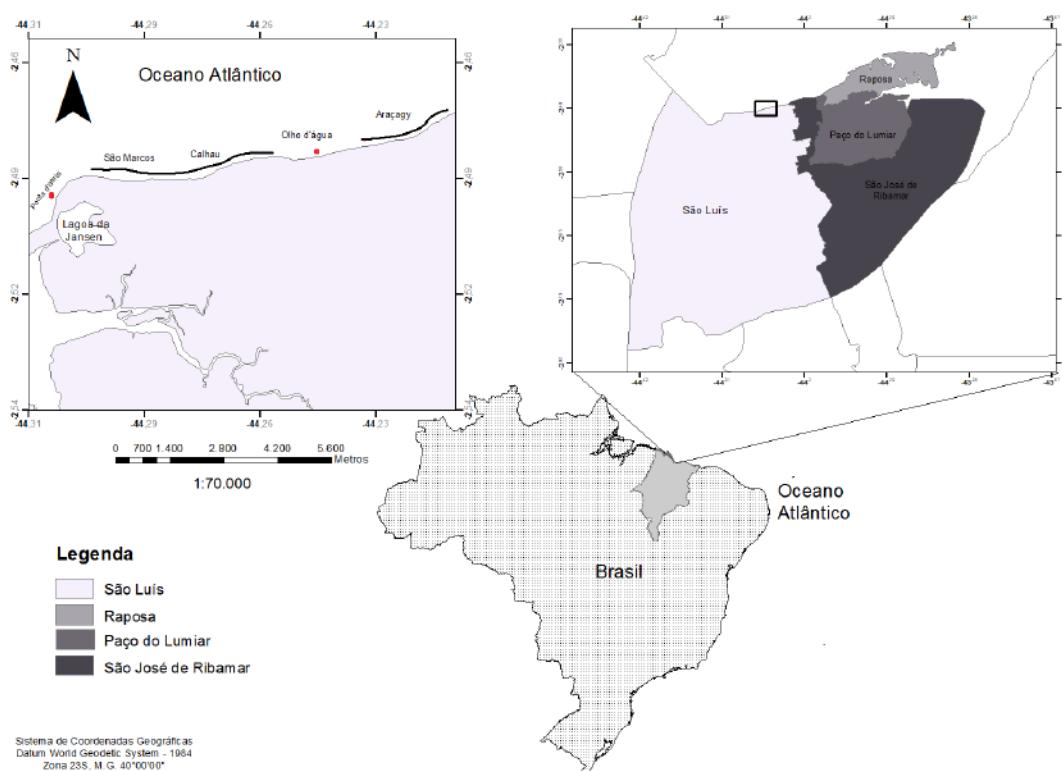 -44.31
-44.29
-44.26
-44.23
-2.46
-2.49
-2.52
-2.54
N
Oceano Atlântico
Araçagy
Olho d'água
São Marcos
Calhau
Lagoa da
Jansen
-2.46
-2.49
-2.52
-2.54
-44.31
-44.29
-44.26
-44.23
0 700 1.400 2.800 4.200 5.600
Metros
1:70.000
Raposa
Paço do Lumiar
São José de
Ribamar
São Luís
Oceano
Atlântico
Brasil
Legenda
São Luís
Raposa
Paço do Lumiar
São José de Ribamar
Sistema de Coordenadas Geográficas
Datum World Geodetic System - 1984
Zona 23S, M.G. 40°00'00"